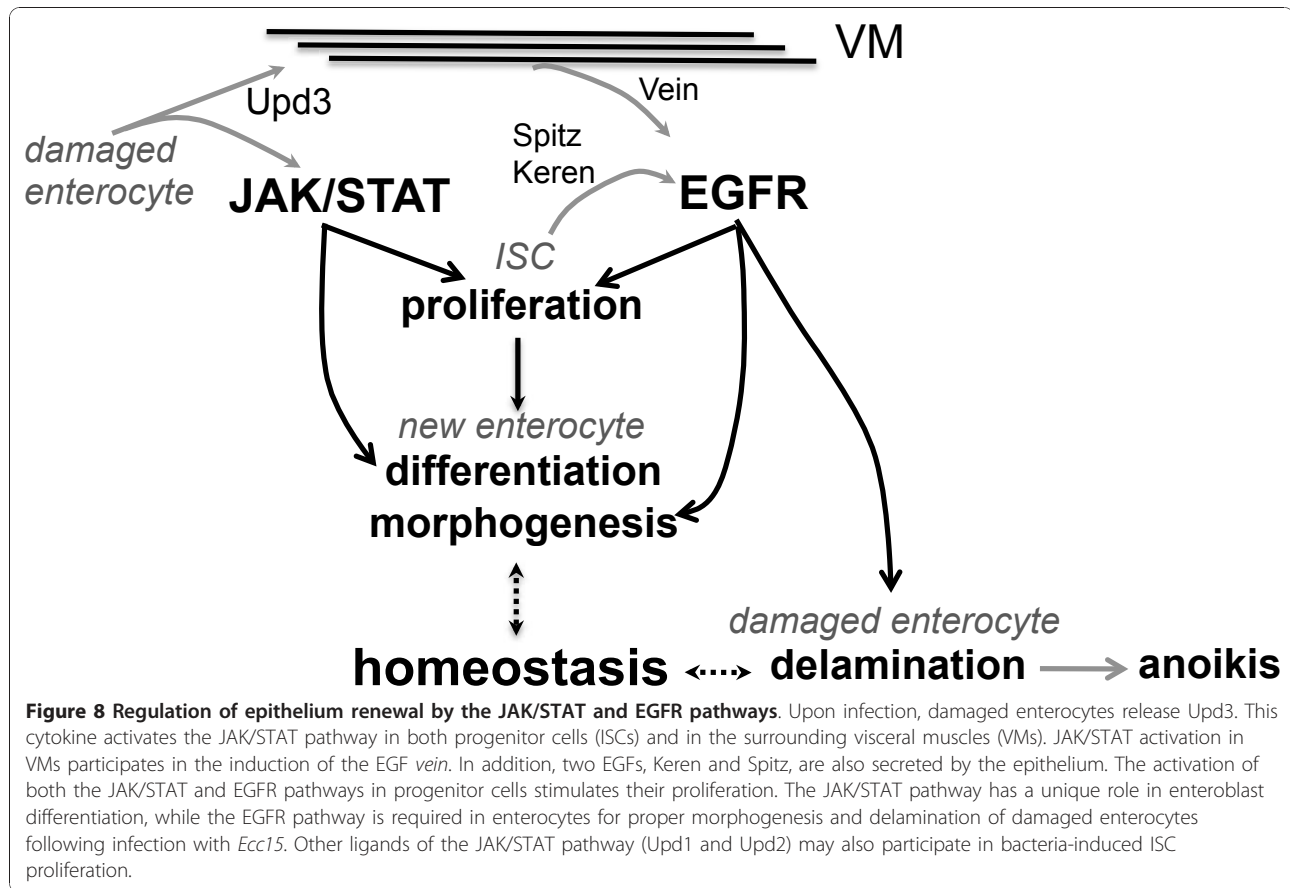 VM
Upd3
Vein
damaged
enterocyte
Spitz
Keren
JAK/STAT
EGFR
ISC
proliferation
new enterocyte
differentiation
morphogenesis
damaged enterocyte
homeostasis
delamination
anoikis
Figure 8 Regulation of epithelium renewal by the JAK/STAT and EGFR pathways. Upon infection, damaged enterocytes release Upd3. This
cytokine activates the JAK/STAT pathway in both progenitor cells (ISCs) and in the surrounding visceral muscles (VMs). JAK/STAT activation in
VMs participates in the induction of the EGF vein. In addition, two EGFs, Keren and Spitz, are also secreted by the epithelium. The activation of
both the JAK/STAT and EGFR pathways in progenitor cells stimulates their proliferation. The JAK/STAT pathway has a unique role in enteroblast
differentiation, while the EGFR pathway is required in enterocytes for proper morphogenesis and delamination of damaged enterocytes
following infection with Ecc15. Other ligands of the JAK/STAT pathway (Upd1 and Upd2) may also participate in bacteria-induced ISC
proliferation.